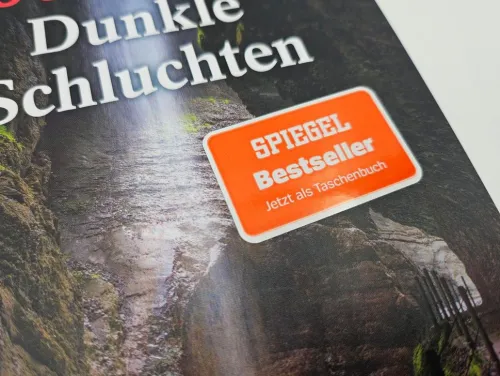 Dunkle
Schluchten
SPIEGEL
Bestseller
Jetzt als Taschenbuch